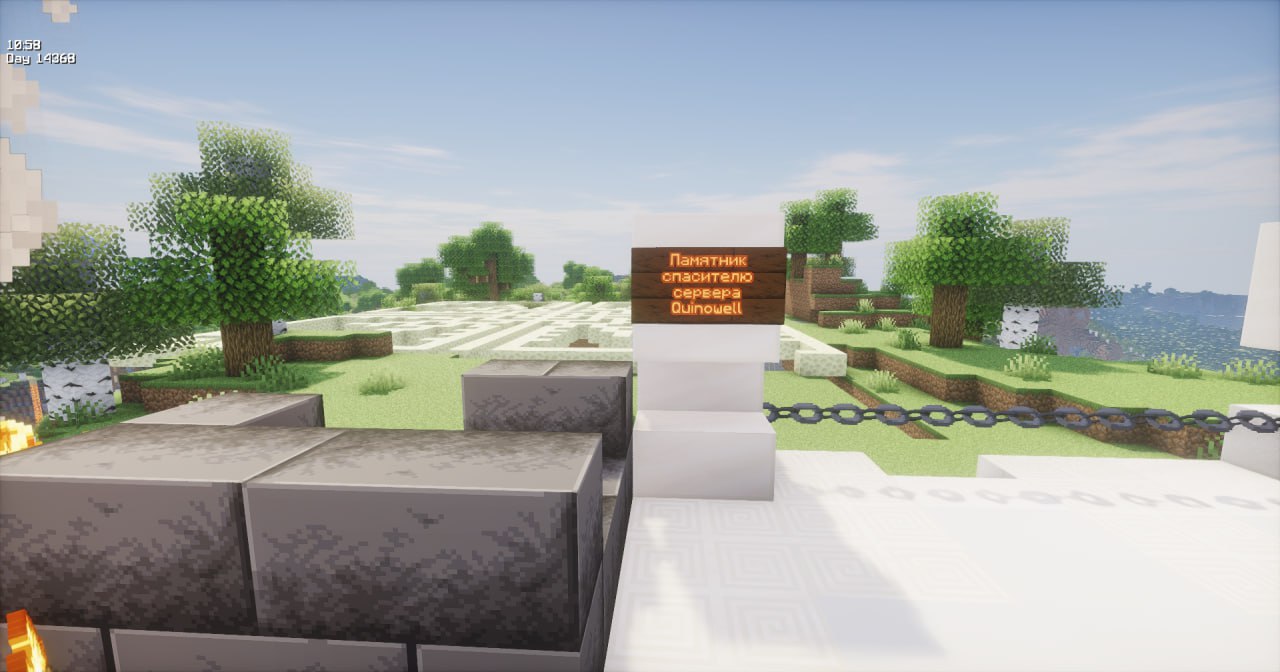 10:58
Day 14368
Памятник
спасителю
сервера
Quinowell